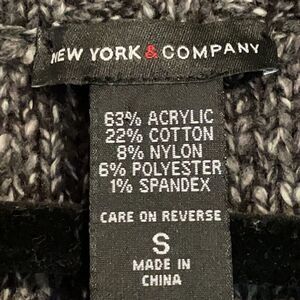 NEW YORK & COMPANY
63% ACRYLIC
22% COTTON
8% NYLON
6% POLYESTER
1% SPANDEX
CARE ON REVERSE
S
MADE IN
CHINA